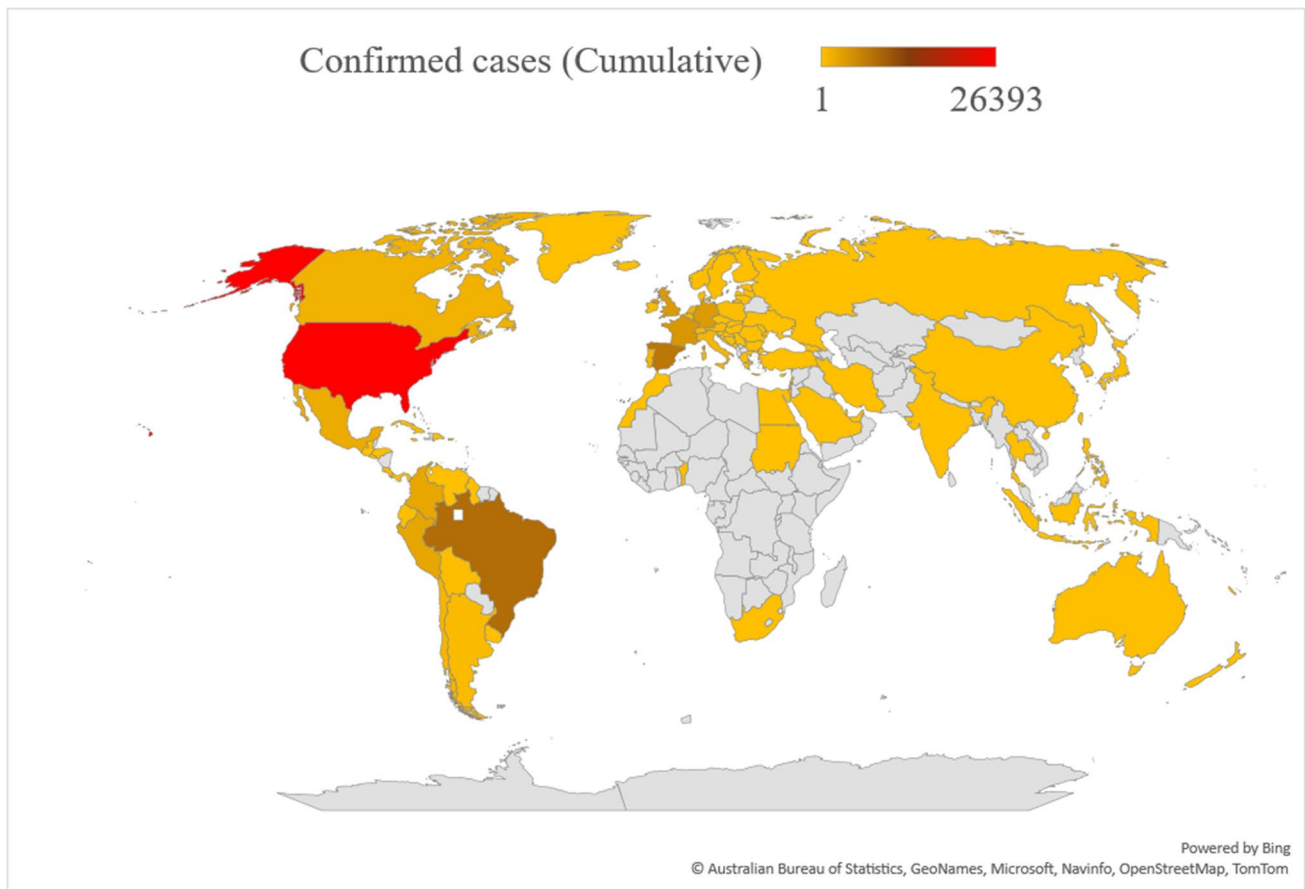 Confirmed cases (Cumulative)
1 26393
Powered by Bing
© Australian Bureau of Statistics, GeoNames, Microsoft, Navinfo, OpenStreetMap, TomTom